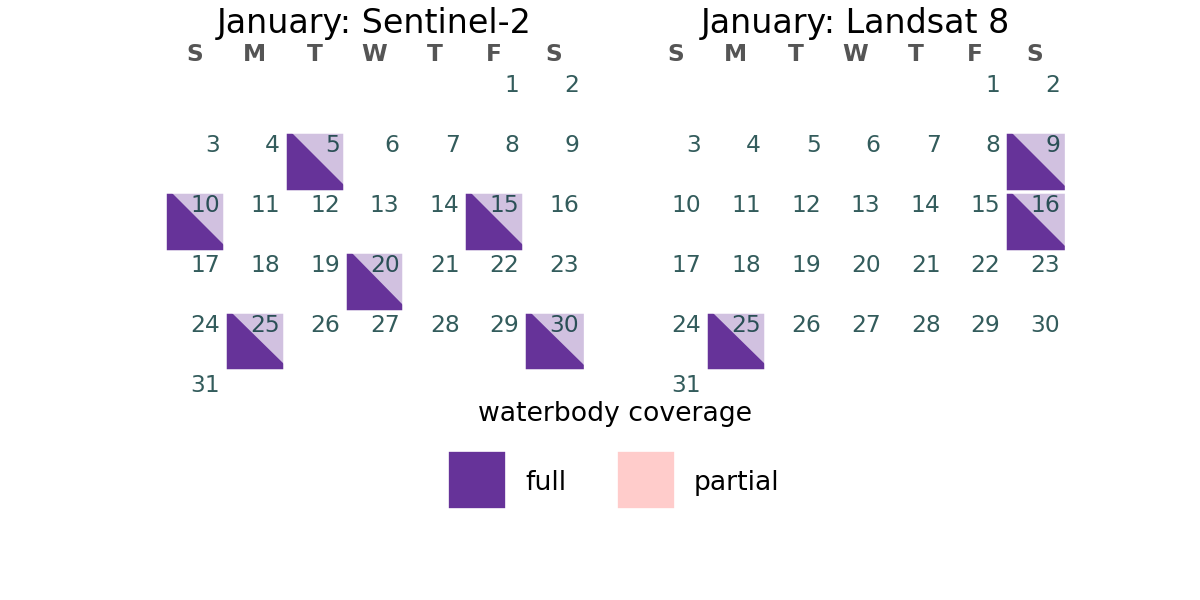 January: Sentinel-2
S M T W T F S
1 2
3 4 5 6 7 8 9
10 11 12 13 14 15 16
17 18 19 20 21 22 23
24 25 26 27 28 29 30
31
January: Landsat 8
S M T W T F S
1 2
3 4 5 6 7 8 9
10 11 12 13 14 15 16
17 18 19 20 21 22 23
24 25 26 27 28 29 30
31
waterbody coverage
full partial